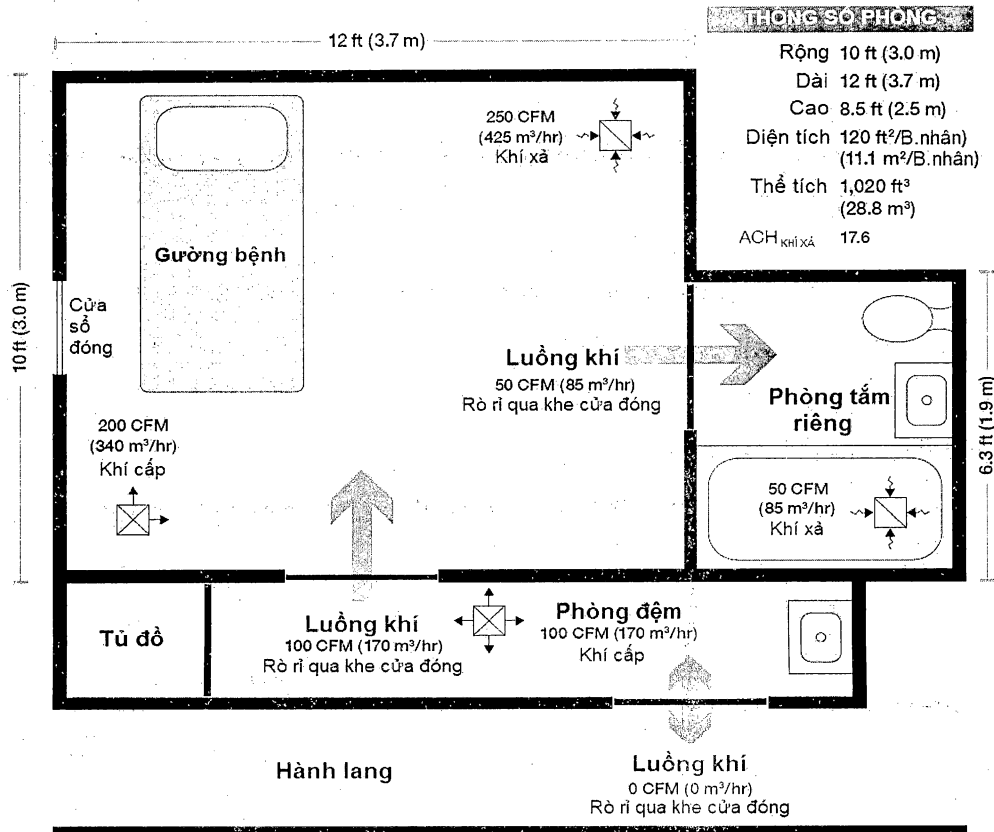 12 ft (3.7 m)
THÔNG SỐ PHÒNG
Rộng 10 ft (3.0 m)
Dài 12 ft (3.7 m)
Cao 8.5 ft (2.5 m)
Diện tích 120 ft²/B.nhân)
(11.1 m²/B.nhân)
Thể tích 1,020 ft³
(28.8 m³)
ACH KHÍ XẢ 17.6
250 CFM
(425 m³/hr)
Khí xả
Gường bệnh
10 ft (3.0 m)
Cửa
sổ
đóng
Luồng khí
50 CFM (85 m³/hr)
Rò rỉ qua khe cửa đóng
Phòng tắm
riêng
6.3 ft (1.9 m)
200 CFM
(340 m³/hr)
Khí cấp
50 CFM
(85 m³/hr)
Khí xả
Tủ đồ
Luồng khí
100 CFM (170 m³/hr)
Rò rỉ qua khe cửa đóng
Phòng đệm
100 CFM (170 m³/hr)
Khí cấp
Hành lang
Luồng khí
0 CFM (0 m³/hr)
Rò rỉ qua khe cửa đóng